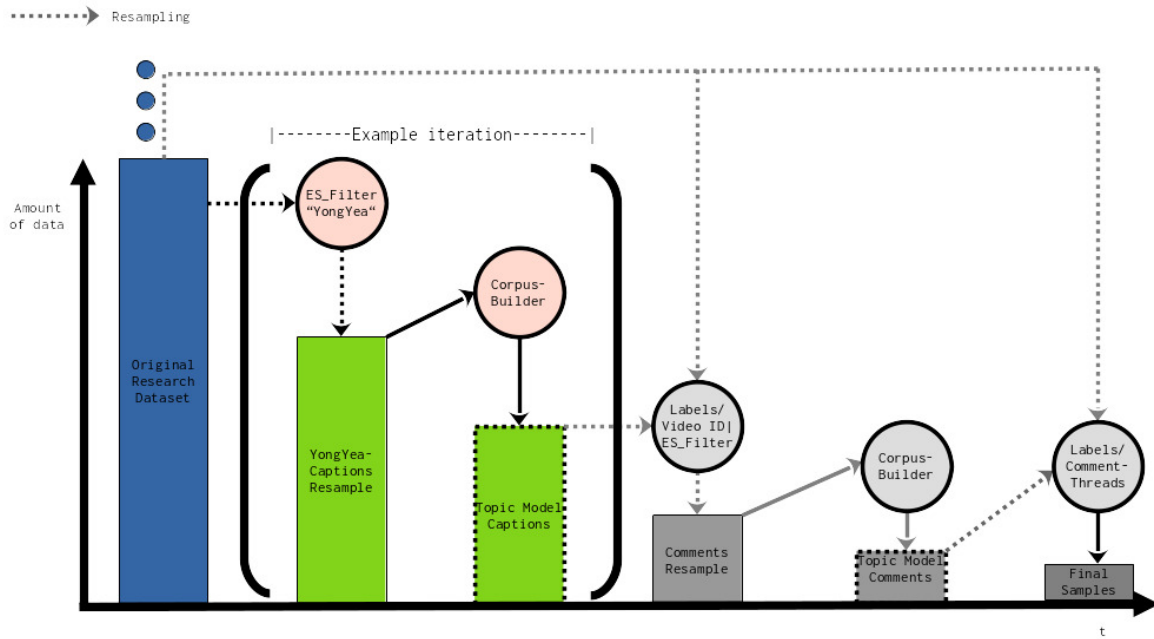 Resampling
|--------Example iteration--------|
Amount
of data
ES_Filter
"YongYea"
Corpus-
Builder
Original
Research
Dataset
YongYea-
Captions
Resample
Topic Model
Captions
Labels/
Video ID|
ES_Filter
Comments
Resample
Corpus-
Builder
Topic Model
Comments
Labels/
Comment-
Threads
Final
Samples
t